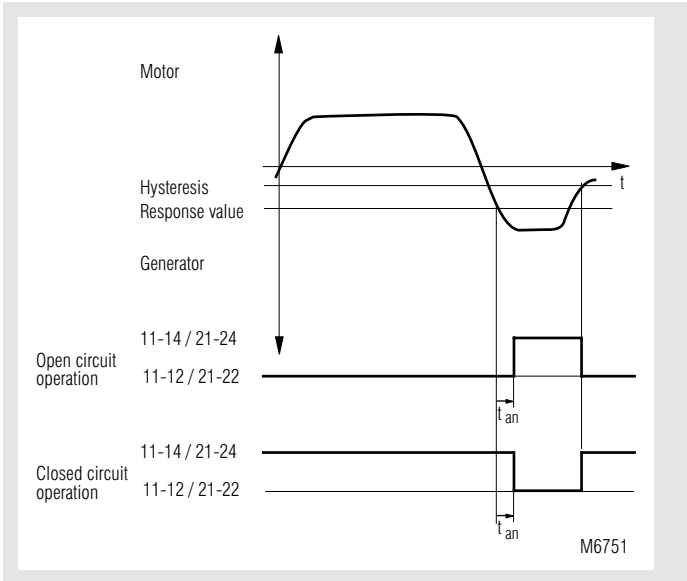 Motor
t
Hysteresis
Response value
Generator
11-14 / 21-24
Open circuit
operation
11-12 / 21-22
t an
11-14 / 21-24
Closed circuit
operation
11-12 / 21-22
t an
M6751